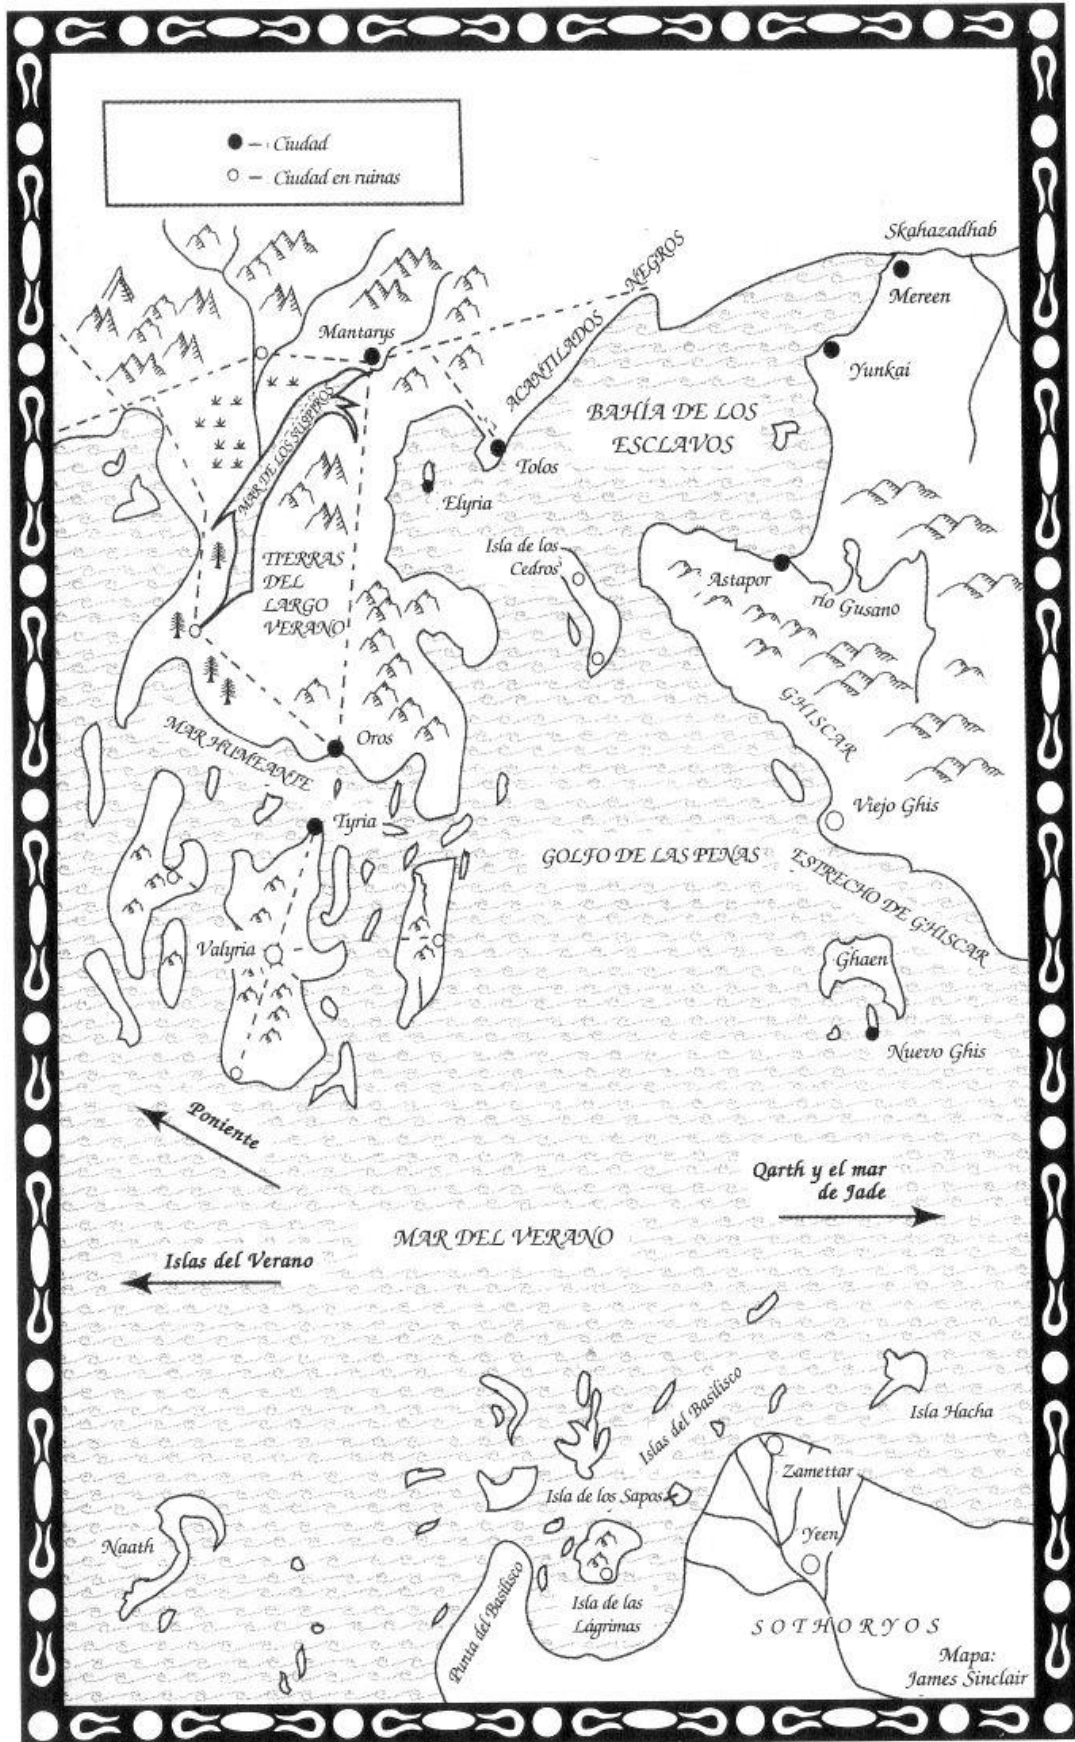 — Ciudad
— Ciudad en ruinas
Skahazadhab
Mereen
NEGROS
ACANTILADOS
Mantarys
Yunkai
BAHÍA DE LOS
ESCLAVOS
MAR DE LOS SUSPIROS
Tolos
Elyria
Isla de los
Cedros
TIERRAS
DEL
LARGO
VERANO
Astapor
río Gusano
GHISCAR
MAR HUMEANTE
Oros
Viejo Ghis
Tyria
GOLFO DE LAS PENAS
ESTRECHO DE GHISCAR
Valyria
Ghaen
Nuevo Ghis
Poniente
Qarth y el mar
de Jade
MAR DEL VERANO
Islas del Verano
Islas del Basilisco
Isla Hacha
Zamettar
Isla de los Sapos
Naath
Yeen
Punta del Basilisco
Isla de las
Lágrimas
SOTHORYOS
Mapa:
James Sinclair